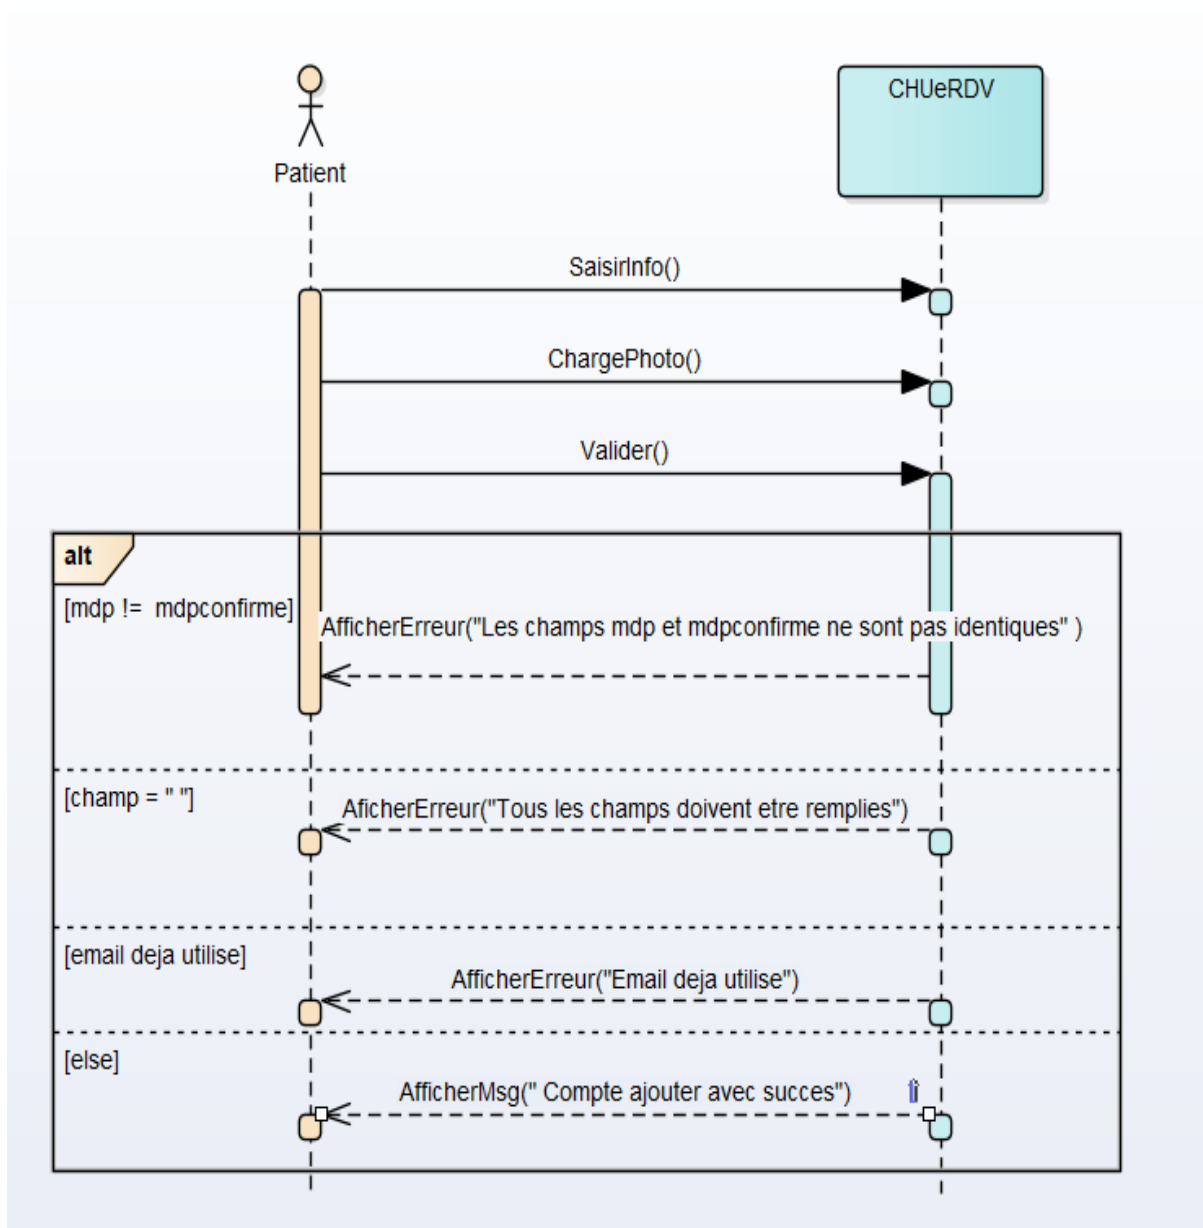 CHUeRDV
Patient
SaisirInfo()
ChargePhoto()
Valider()
alt
[mdp !=  mdpconfirme]
AfficherErreur("Les champs mdp et mdpconfirme ne sont pas identiques" )
[champ = " "]
AficherErreur("Tous les champs doivent etre remplies")
[email deja utilise]
AfficherErreur("Email deja utilise")
[else]
AfficherMsg(" Compte ajouter avec succes")